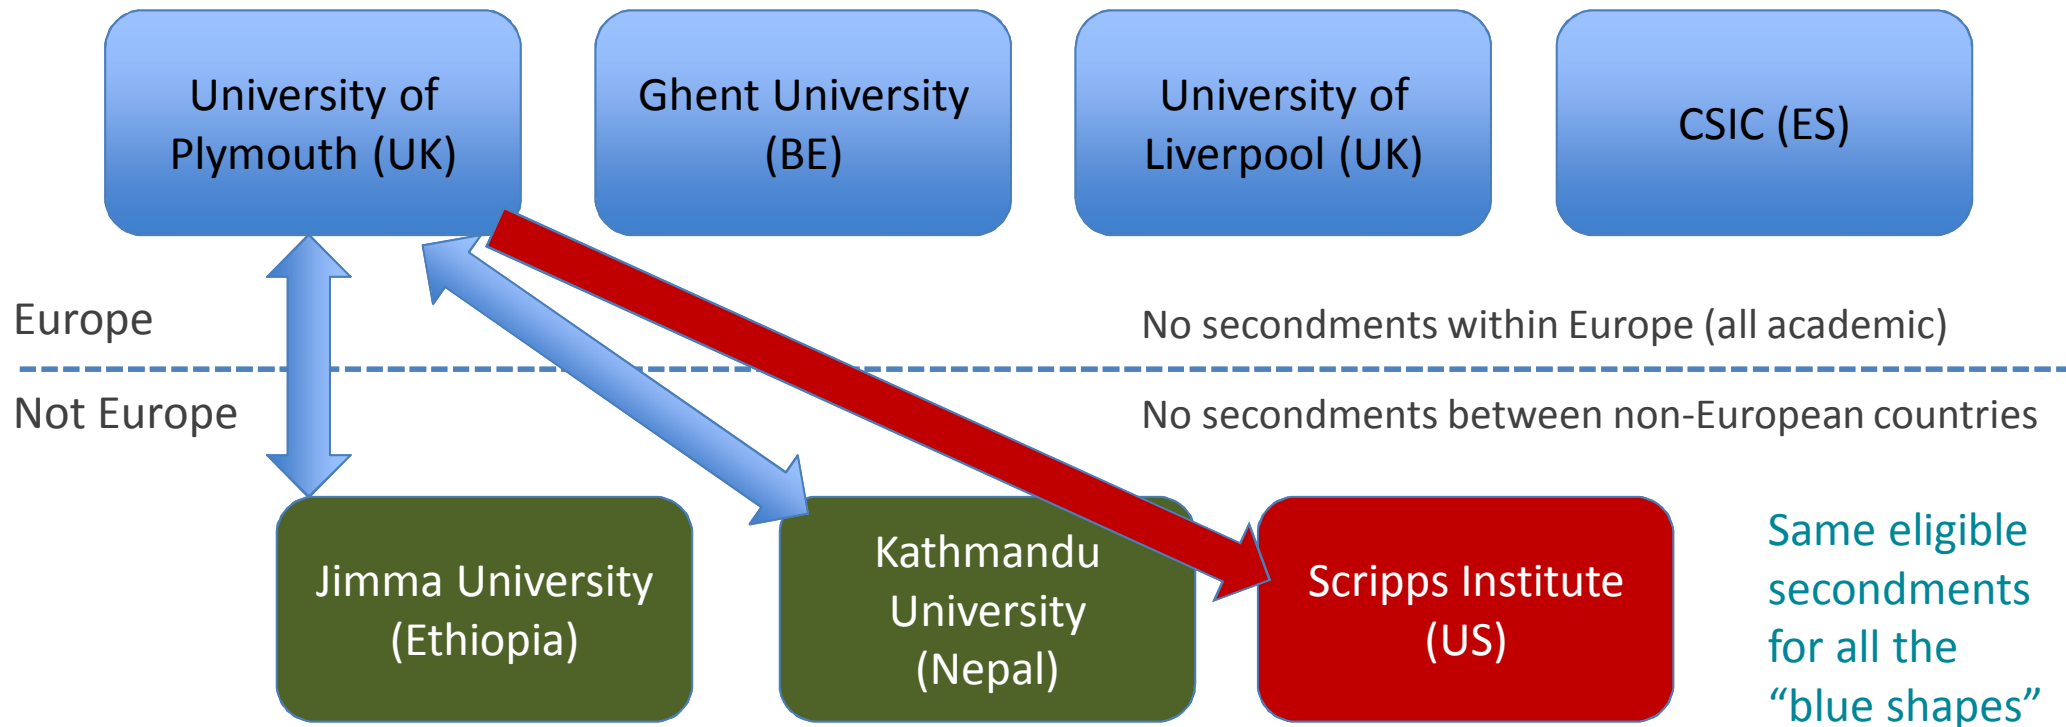 University of
Plymouth (UK)
Ghent University
(BE)
University of
Liverpool (UK)
CSIC (ES)
Europe
No secondments within Europe (all academic)
Not Europe
No secondments between non-European countries
Jimma University
(Ethiopia)
Kathmandu
University
(Nepal)
Scripps Institute
(US)
Same eligible
secondments
for all the
“blue shapes”